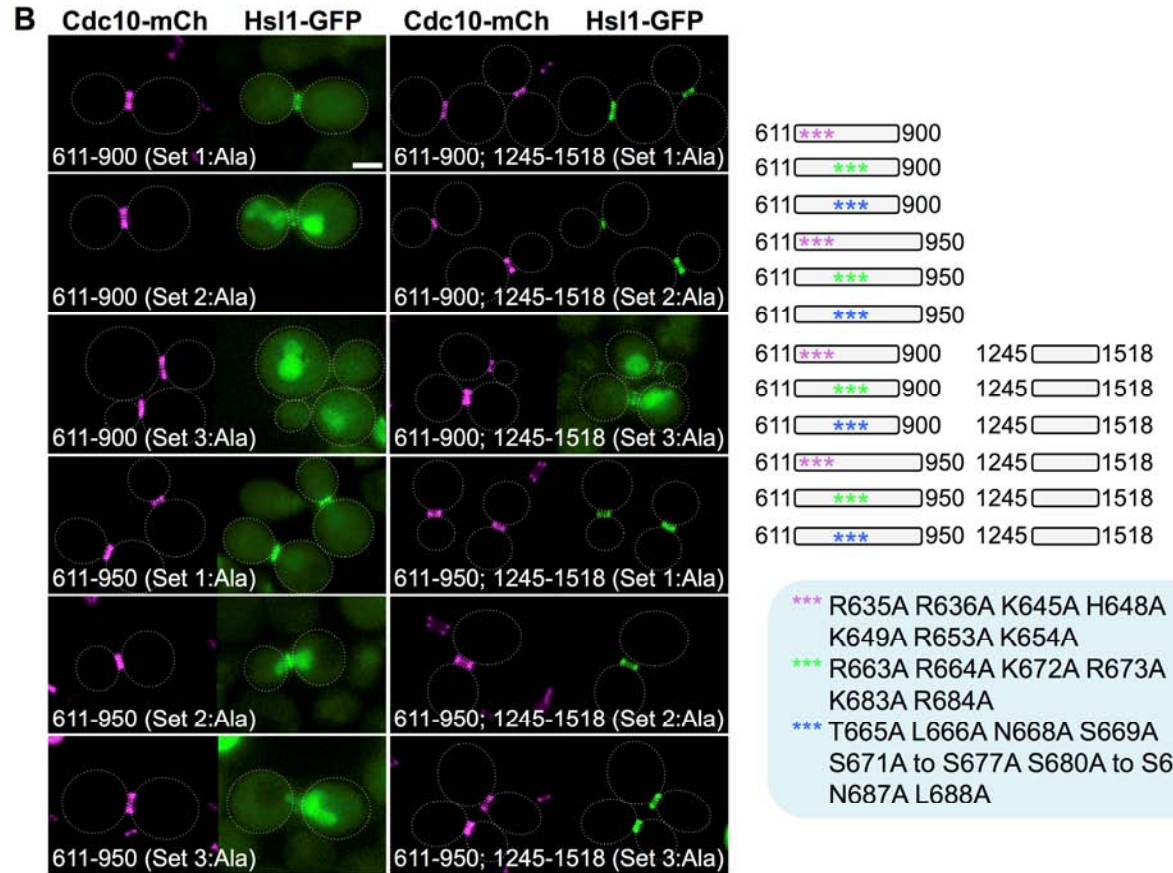 B
Cdc10-mCh Hsl1-GFP Cdc10-mCh Hsl1-GFP
611-900 (Set 1:Ala) 611-900; 1245-1518 (Set 1:Ala)
611-900 (Set 2:Ala) 611-900; 1245-1518 (Set 2:Ala)
611-900 (Set 3:Ala) 611-900; 1245-1518 (Set 3:Ala)
611-950 (Set 1:Ala) 611-950; 1245-1518 (Set 1:Ala)
611-950 (Set 2:Ala) 611-950; 1245-1518 (Set 2:Ala)
611-950 (Set 3:Ala) 611-950; 1245-1518 (Set 3:Ala)
611 *** 900
611 *** 900
611 *** 900
611 *** 950
611 *** 950
611 *** 950
611 *** 900 1245 1518
611 *** 900 1245 1518
611 *** 900 1245 1518
611 *** 950 1245 1518
611 *** 950 1245 1518
611 *** 950 1245 1518
*** R635A R636A K645A H648A
K649A R653A K654A
*** R663A R664A K672A R673A
K683A R684A
*** T665A L666A N668A S669A
S671A to S677A S680A to
N687A L688A